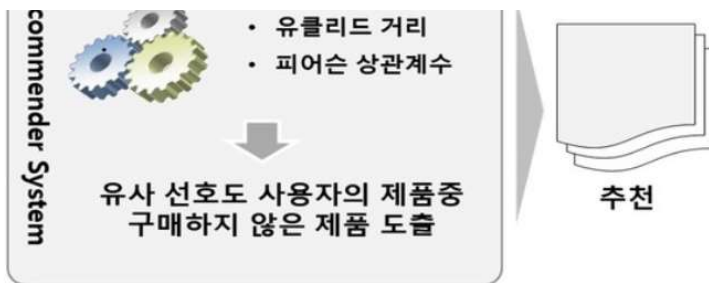 commender System
• 유클리드 거리
• 피어슨 상관계수
유사 선호도 사용자의 제품중
구매하지 않은 제품 도출
추천